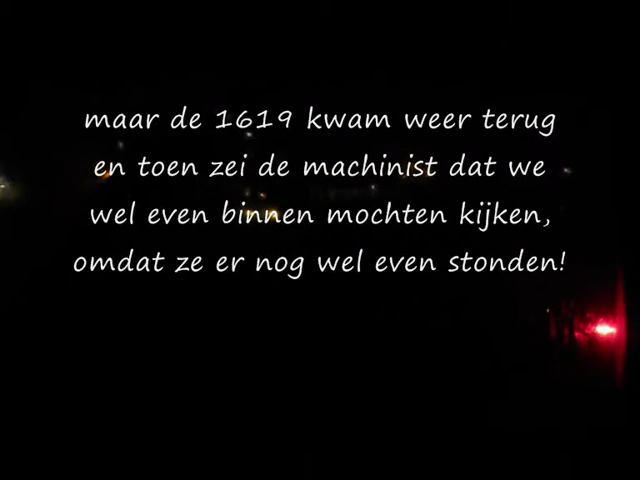 maar de 1619 kwam weer terug
en toen zei de machinist dat we
wel even binnen mochten kijken,
omdat ze er nog wel even stonden!